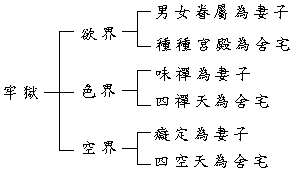 牢獄
欲界
男女眷屬為妻子
種種宮殿為舍宅
色界
味禪為妻子
四禪天為舍宅
空界
癡定為妻子
四空天為舍宅